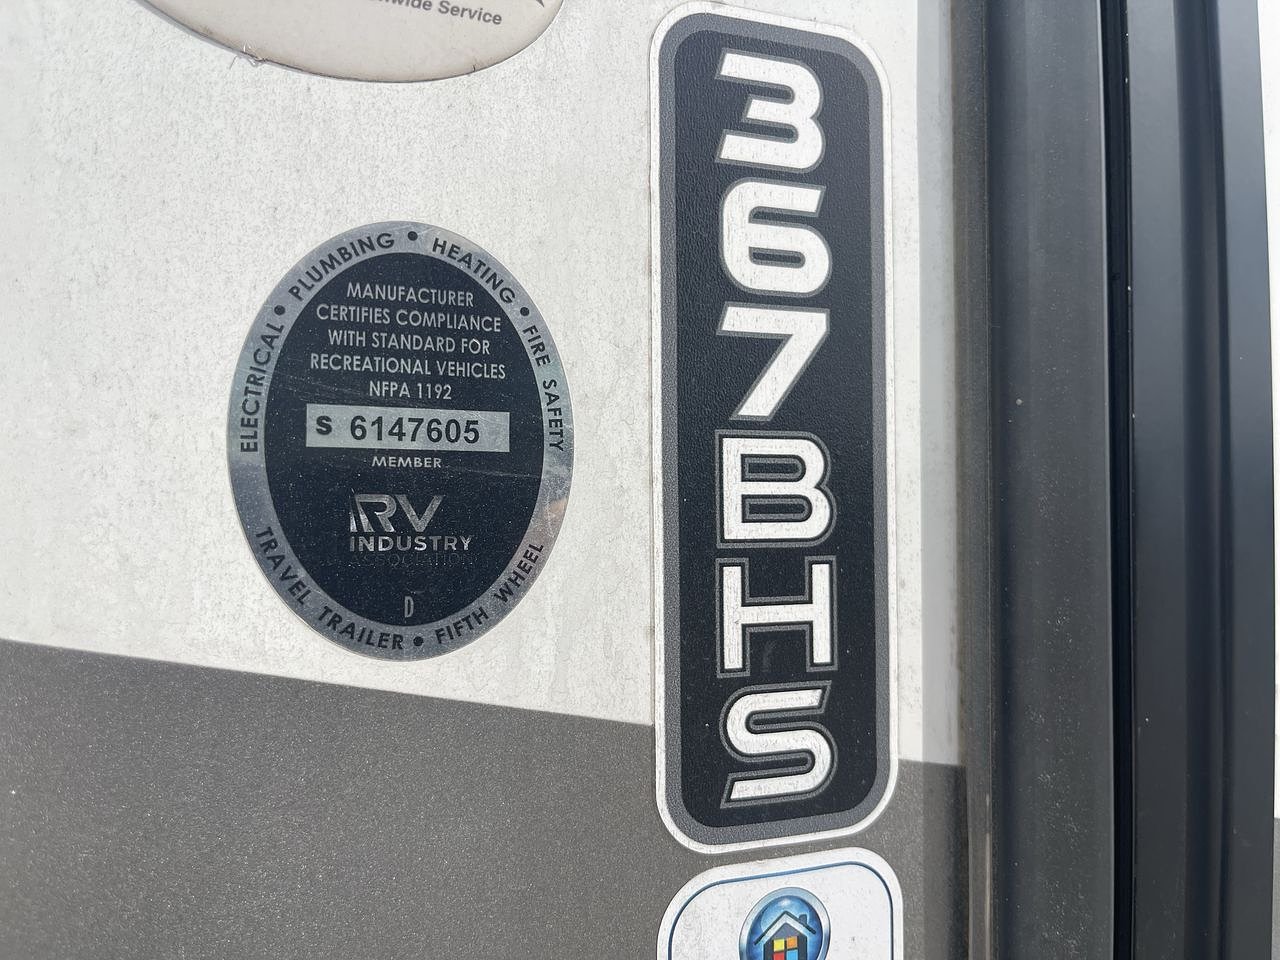 wide Service
ELECTRICAL • PLUMBING • HEATING • FIRE SAFETY
MANUFACTURER
CERTIFIES COMPLIANCE
WITH STANDARD FOR
RECREATIONAL VEHICLES
NFPA 1192
S 6147605
MEMBER
RV
INDUSTRY
ASSOCIATION
D
TRAVEL TRAILER • FIFTH WHEEL
367BHS